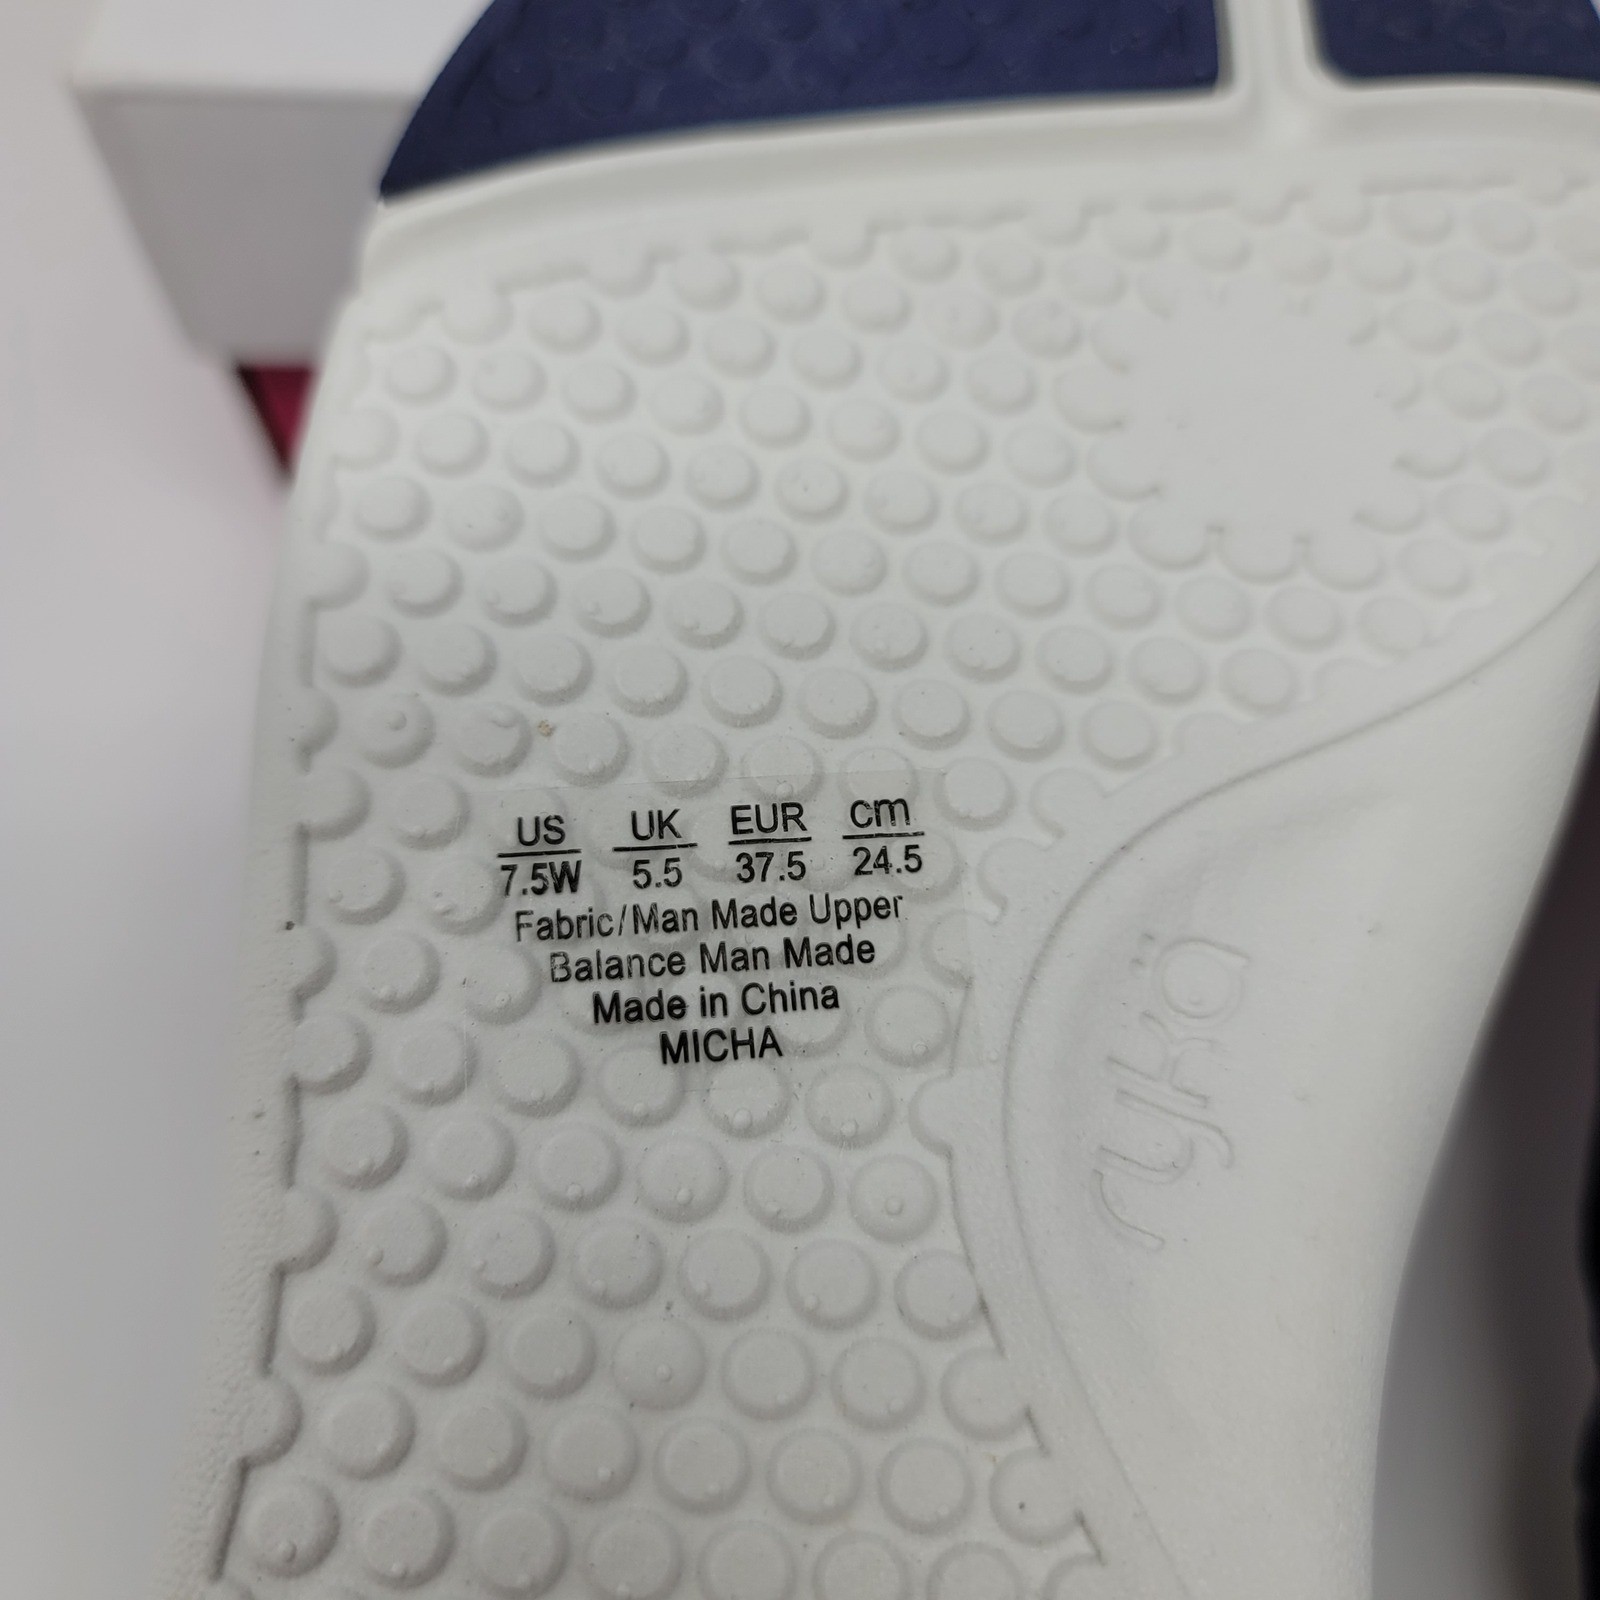 US UK EUR cm
7.5W 5.5 37.5 24.5
Fabric/Man Made Upper
Balance Man Made
Made in China
MICHA
rykä